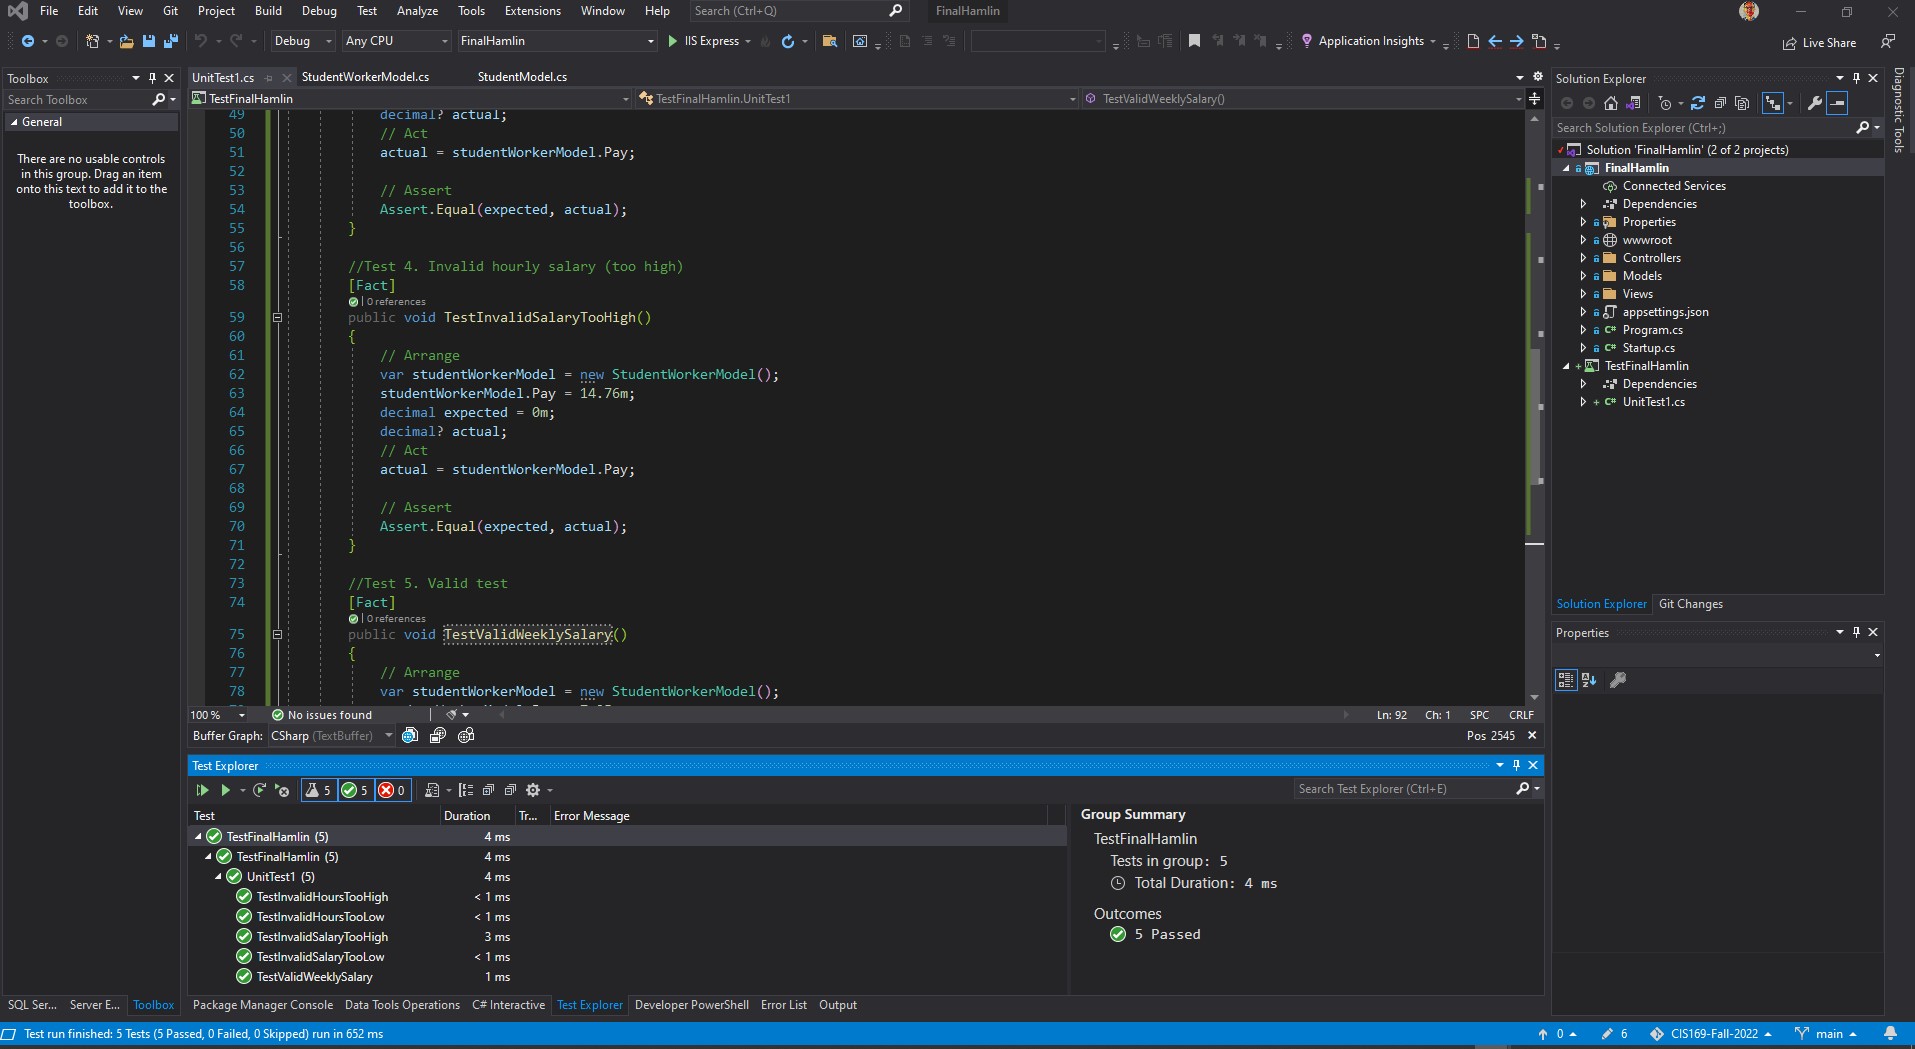 File Edit View Git Project Build Debug Test Analyze Tools Extensions Window Help Search (Ctrl+Q) FinalHamlin
Debug Any CPU FinalHamlin IIS Express Application Insights Live Share
Toolbox
Search Toolbox
General
There are no usable controls
in this group. Drag an item
onto this text to add it to the
toolbox.
UnitTest1.cs StudentWorkerModel.cs StudentModel.cs
TestFinalHamlin TestFinalHamlin.UnitTest1 TestValidWeeklySalary()
49 decimal? actual;
50 // Act
51 actual = studentWorkerModel.Pay;
52
53 // Assert
54 Assert.Equal(expected, actual);
55 }
56
57 //Test 4. Invalid hourly salary (too high)
58 [Fact]
0 references
59 public void TestInvalidSalaryTooHigh()
60 {
61 // Arrange
62 var studentWorkerModel = new StudentWorkerModel();
63 studentWorkerModel.Pay = 14.76m;
64 decimal expected = 0m;
65 decimal? actual;
66 // Act
67 actual = studentWorkerModel.Pay;
68
69 // Assert
70 Assert.Equal(expected, actual);
71 }
72
73 //Test 5. Valid test
74 [Fact]
0 references
75 public void TestValidWeeklySalary()
76 {
77 // Arrange
78 var studentWorkerModel = new StudentWorkerModel();
100 % No issues found Ln: 92 Ch: 1 SPC CRLF
Buffer Graph: CSharp (TextBuffer) Pos 2545
Test Explorer
5 5 0 Search Test Explorer (Ctrl+E)
Test Duration Tr... Error Message
TestFinalHamlin (5) 4 ms
TestFinalHamlin (5) 4 ms
UnitTest1 (5) 4 ms
TestInvalidHoursTooHigh < 1 ms
TestInvalidHoursTooLow < 1 ms
TestInvalidSalaryTooHigh 3 ms
TestInvalidSalaryTooLow < 1 ms
TestValidWeeklySalary 1 ms
Group Summary
TestFinalHamlin
Tests in group: 5
Total Duration: 4 ms
Outcomes
5 Passed
Solution Explorer
Search Solution Explorer (Ctrl+;)
Solution 'FinalHamlin' (2 of 2 projects)
FinalHamlin
Connected Services
Dependencies
Properties
wwwroot
Controllers
Models
Views
appsettings.json
C# Program.cs
C# Startup.cs
TestFinalHamlin
Dependencies
C# UnitTest1.cs
Solution Explorer Git Changes
Properties
Diagnostic Tools
SQL Ser... Server E... Toolbox Package Manager Console Data Tools Operations C# Interactive Test Explorer Developer PowerShell Error List Output
Test run finished: 5 Tests (5 Passed, 0 Failed, 0 Skipped) run in 652 ms 0 6 CIS169-Fall-2022 main